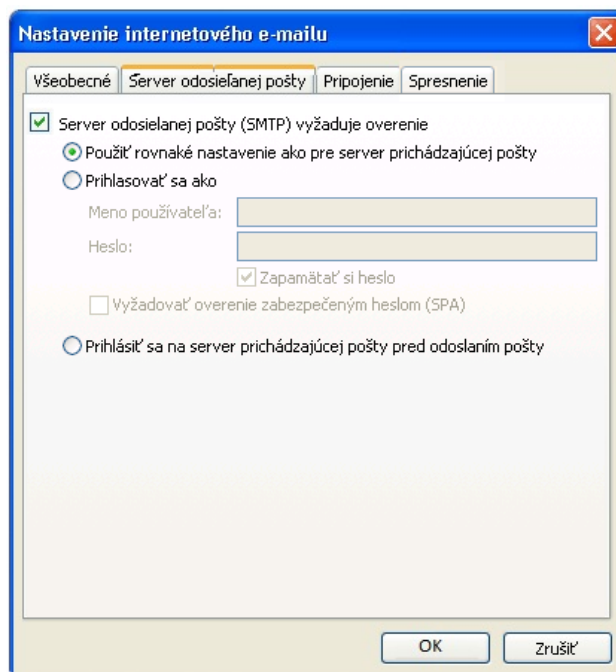 Nastavenie internetového e-mailu
Všeobecné Server odosieľanej pošty Pripojenie Spresnenie
Server odosielanej pošty (SMTP) vyžaduje overenie
Použiť rovnaké nastavenie ako pre server prichádzajúcej pošty
Prihlasovať sa ako
Meno používateľa:
Heslo:
Zapamätať si heslo
Vyžadovať overenie zabezpečeným heslom (SPA)
Prihlásiť sa na server prichádzajúcej pošty pred odoslaním pošty
OK Zrušiť